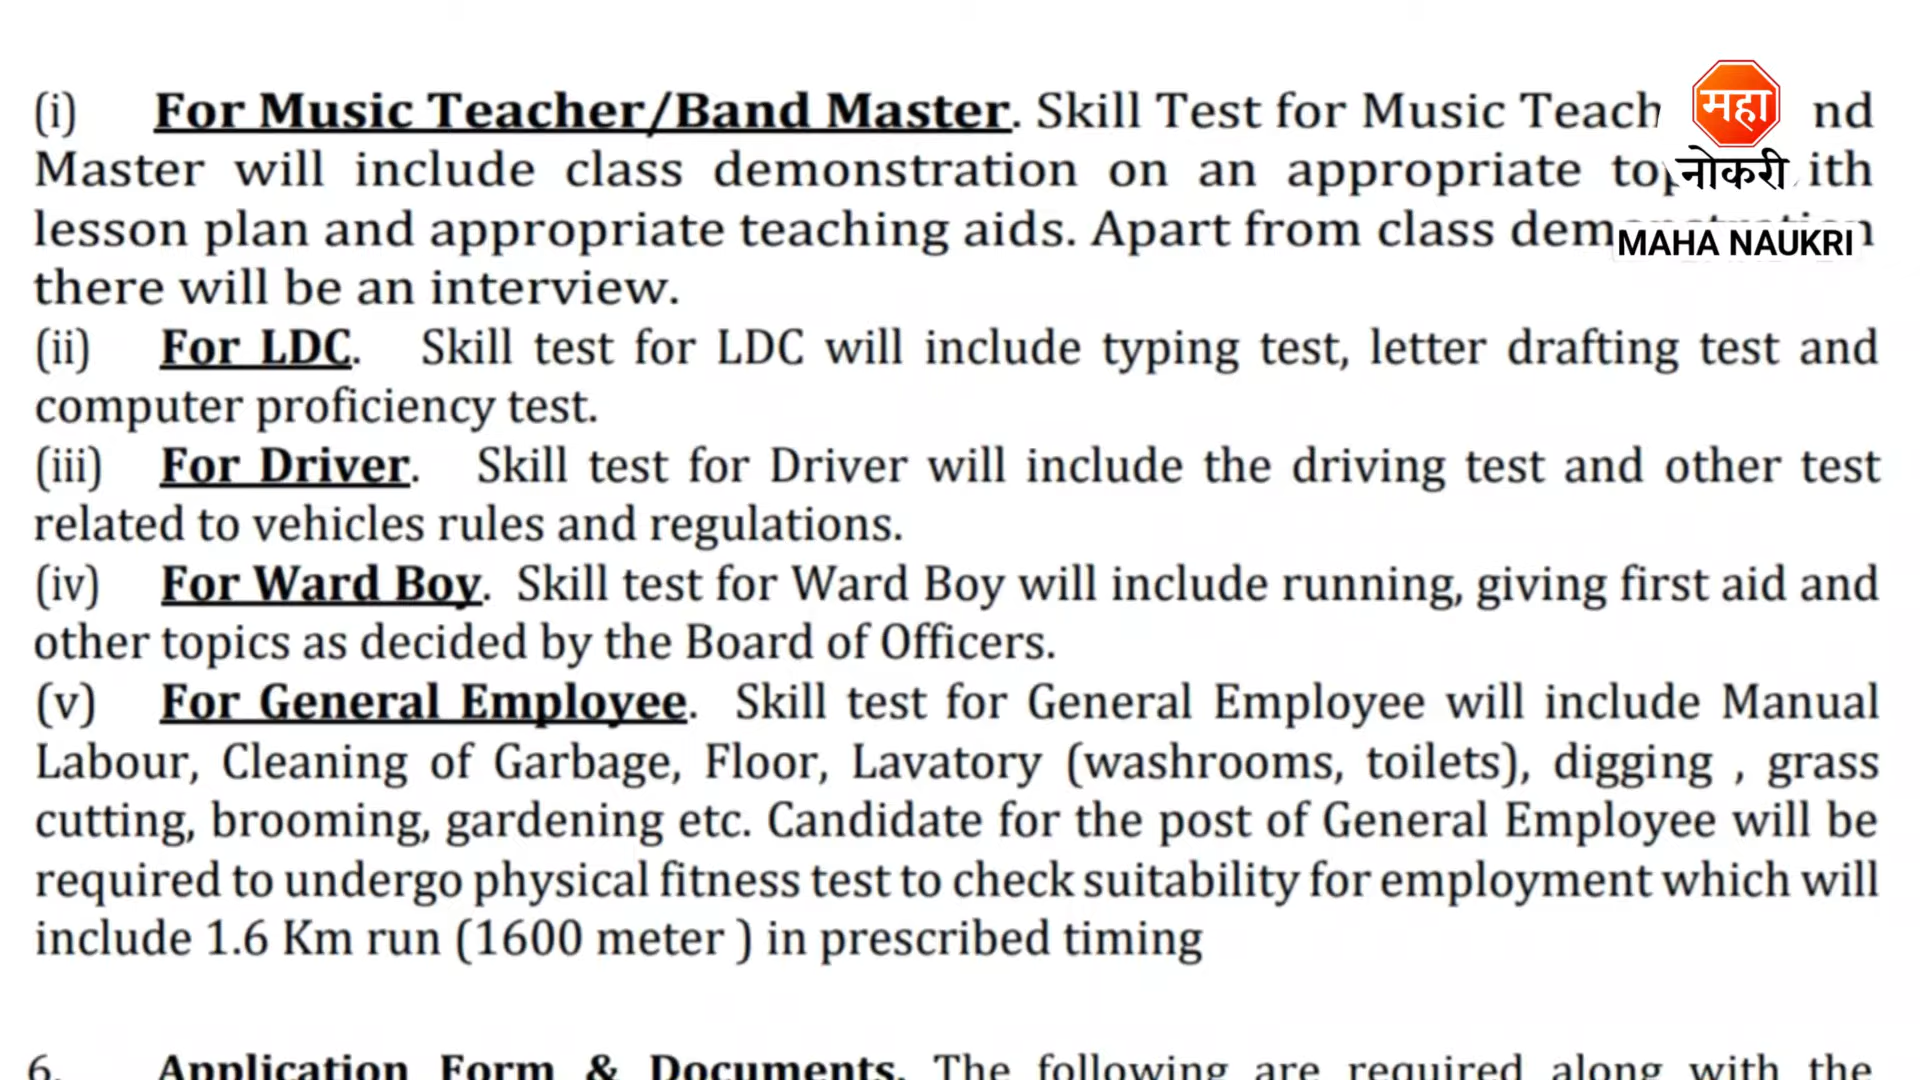 (i) For Music Teacher/Band Master. Skill Test for Music Teach nd
Master will include class demonstration on an appropriate ith
lesson plan and appropriate teaching aids. Apart from class
there will be an interview.
(ii) For LDC. Skill test for LDC will include typing test, letter drafting test and
computer proficiency test.
(iii) For Driver. Skill test for Driver will include the driving test and other test
related to vehicles rules and regulations.
(iv) For Ward Boy. Skill test for Ward Boy will include running, giving first aid and
other topics as decided by the Board of Officers.
(v) For General Employee. Skill test for General Employee will include Manual
Labour, Cleaning of Garbage, Floor, Lavatory (washrooms, toilets), digging , grass
cutting, brooming, gardening etc. Candidate for the post of General Employee will be
required to undergo physical fitness test to check suitability for employment which will
include 1.6 Km run (1600 meter ) in prescribed timing
6. Application Form & Documents. The following are required along with the
महा
नोकरी
MAHA NAUKRI